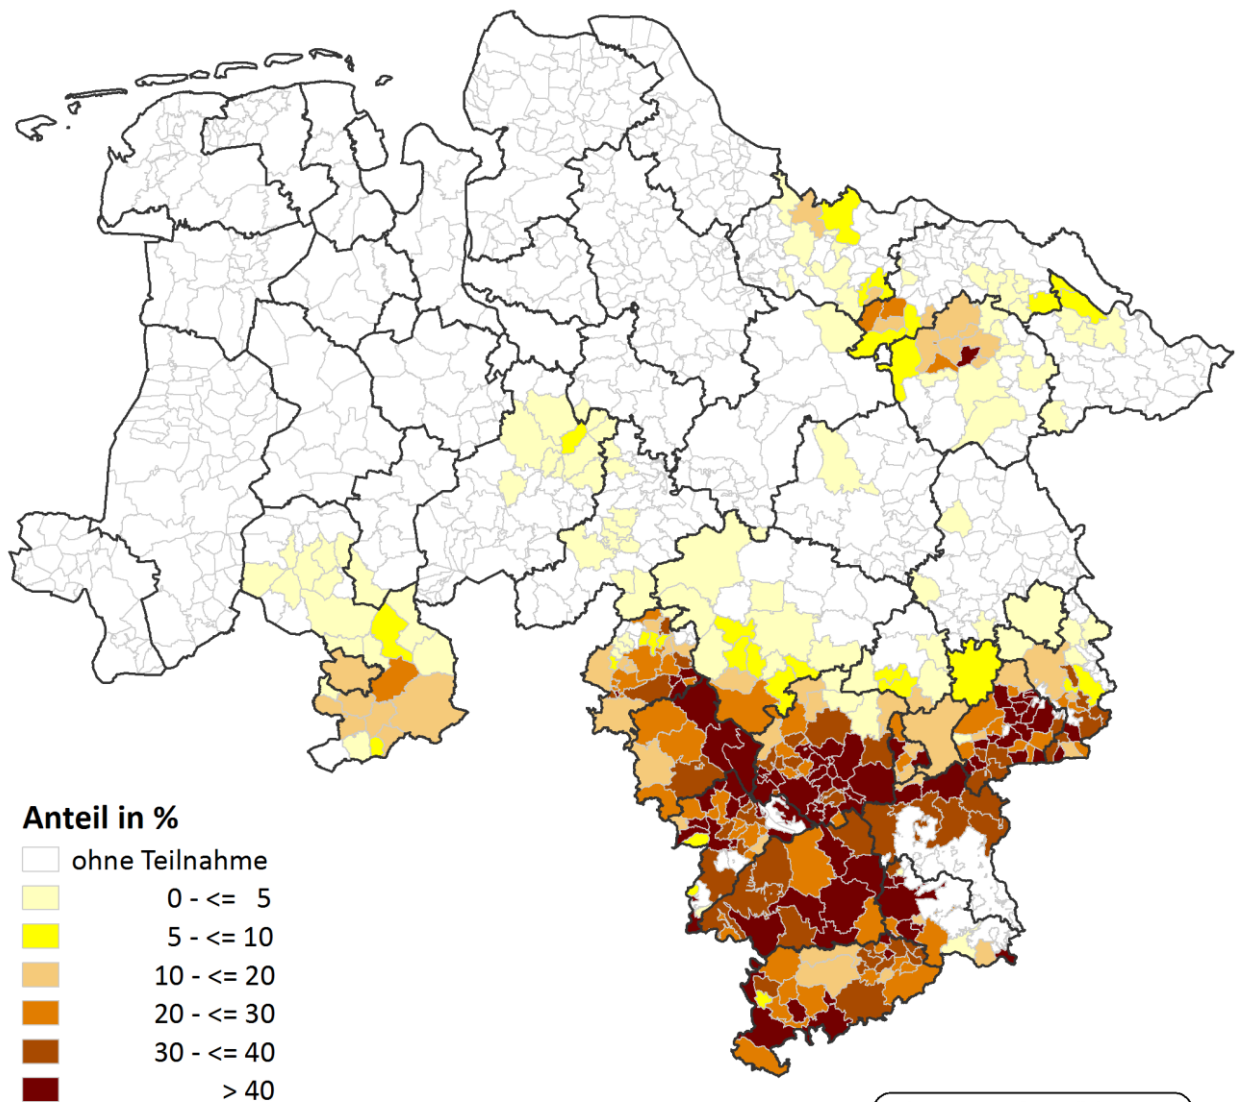 Anteil in %
ohne Teilnahme
0 - <= 5
5 - <= 10
10 - <= 20
20 - <= 30
30 - <= 40
> 40